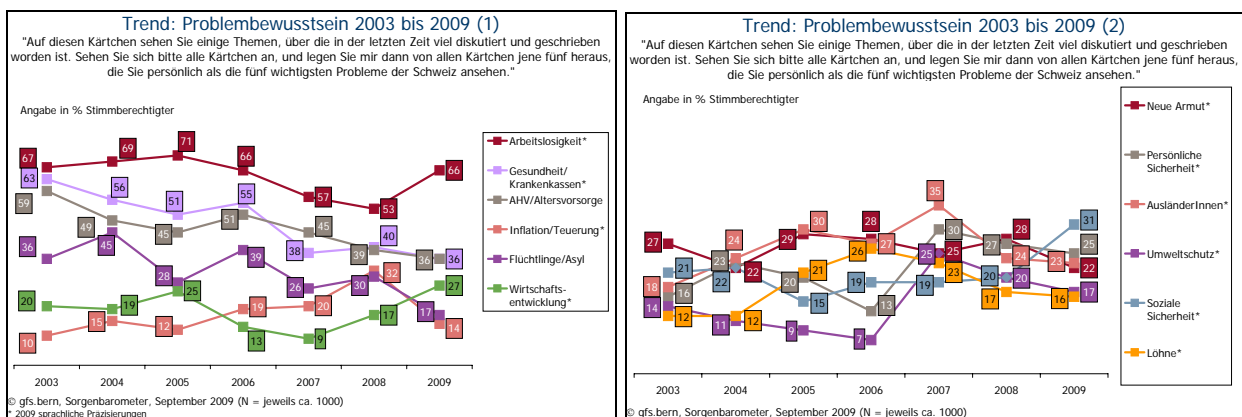 Trend: Problembewusstsein 2003 bis 2009 (1)
"Auf diesen Kärtchen sehen Sie einige Themen, über die in der letzten Zeit viel diskutiert und geschrieben
worden ist. Sehen Sie sich bitte alle Kärtchen an, und legen Sie mir dann von allen Kärtchen jene fünf heraus,
die Sie persönlich als die fünf wichtigsten Probleme der Schweiz ansehen."
Angabe in % Stimmberechtigter
67 69 71 66 57 53 66
63 56 51 55 38 40 36
59 49 45 51 45 39 36
36 45 28 39 26 30 17
20 19 25 13 9 17 27
10 15 12 19 20 32 14
2003 2004 2005 2006 2007 2008 2009
Arbeitslosigkeit*
Gesundheit/
Krankenkassen*
AHV/Altersvorsorge
Inflation/Teuerung*
Flüchtlinge/Asyl
Wirtschafts-
entwicklung*
© gfs.bern, Sorgenbarometer, September 2009 (N = jeweils ca. 1000)
* 2009 sprachliche Präzisierungen
Trend: Problembewusstsein 2003 bis 2009 (2)
"Auf diesen Kärtchen sehen Sie einige Themen, über die in der letzten Zeit viel diskutiert und geschrieben
worden ist. Sehen Sie sich bitte alle Kärtchen an, und legen Sie mir dann von allen Kärtchen jene fünf heraus,
die Sie persönlich als die fünf wichtigsten Probleme der Schweiz ansehen."
Angabe in % Stimmberechtigter
27 22 29 28 25 28 22
16 23 20 13 30 27 25
18 24 30 27 35 24 23
14 11 9 7 25 20 17
21 22 15 19 19 20 31
12 12 21 26 23 17 16
2003 2004 2005 2006 2007 2008 2009
Neue Armut*
Persönliche
Sicherheit*
AusländerInnen*
Umweltschutz*
Soziale
Sicherheit*
Löhne*
© gfs.bern, Sorgenbarometer, September 2009 (N = jeweils ca. 1000)